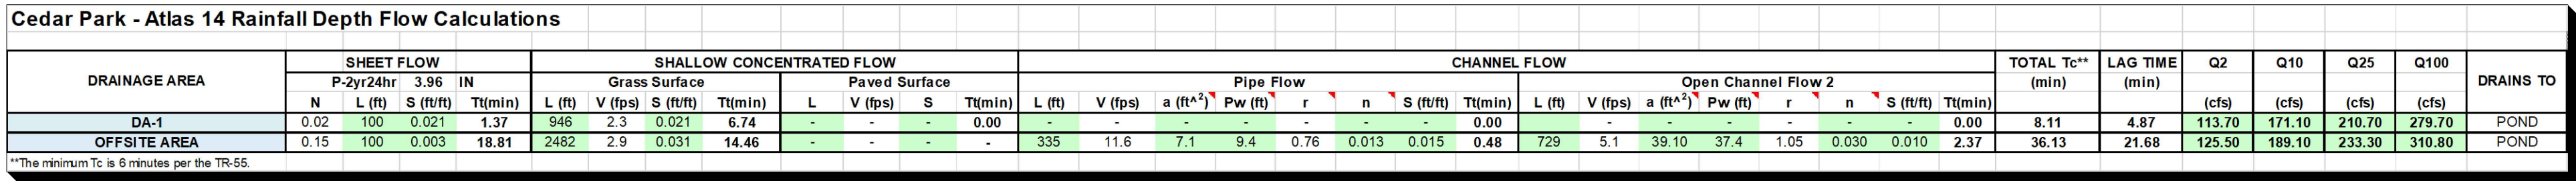 Cedar Park - Atlas 14 Rainfall Depth Flow Calculations
DRAINAGE AREA SHEET FLOW SHALLOW CONCENTRATED FLOW CHANNEL FLOW TOTAL Tc** LAG TIME Q2 Q10 Q25 Q100 DRAINS TO
P-2yr24hr 3.96 IN Grass Surface Paved Surface Pipe Flow Open Channel Flow 2 (min) (min)
N L (ft) S (ft/ft) Tt(min) L (ft) V (fps) S (ft/ft) Tt(min) L V (fps) S Tt(min) L (ft) V (fps) a (ft^2) Pw (ft) r n S (ft/ft) Tt(min) L (ft) V (fps) a (ft^2) Pw (ft) r n S (ft/ft) Tt(min) (cfs) (cfs) (cfs) (cfs)
DA-1 0.02 100 0.021 1.37 946 2.3 0.021 6.74 - - - 0.00 - - - - - - - 0.00 - - - - - - 0.00 8.11 4.87 113.70 171.10 210.70 279.70 POND
OFFSITE AREA 0.15 100 0.003 18.81 2482 2.9 0.031 14.46 - - - - 335 11.6 7.1 9.4 0.76 0.013 0.015 0.48 729 5.1 39.10 37.4 1.05 0.030 0.010 2.37 36.13 21.68 125.50 189.10 233.30 310.80 POND
**The minimum Tc is 6 minutes per the TR-55.